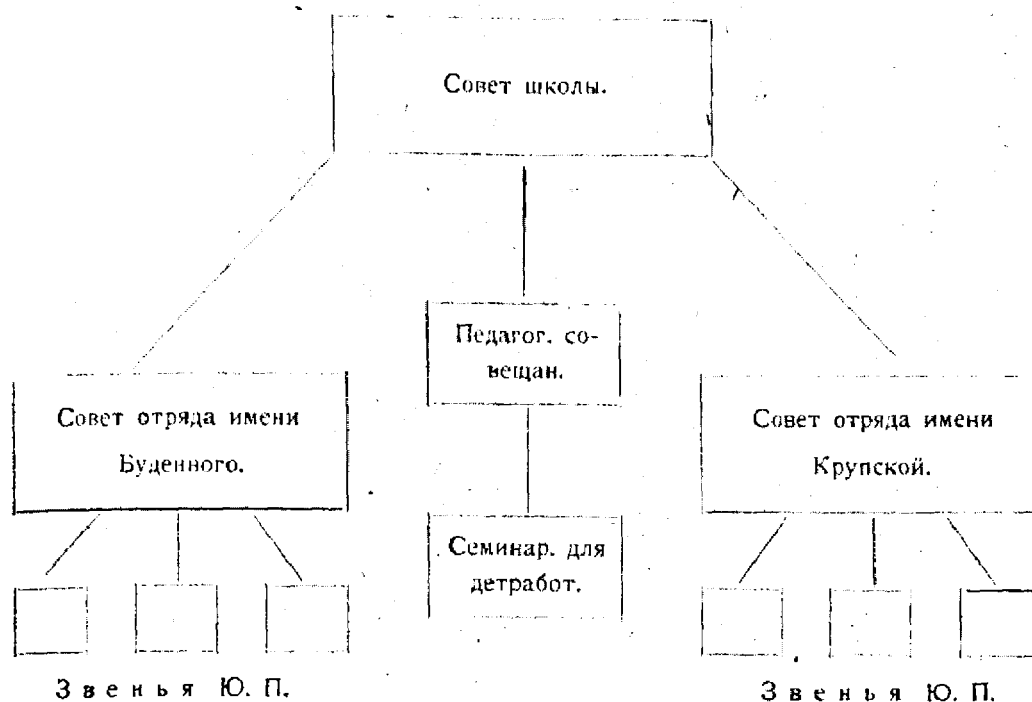 Совет школы.
Педагог. со-
вещан.
Совет отряда имени
Буденного.
Совет отряда имени
Крупской.
Семинар. для
детработ.
Звенья Ю. П.
Звенья Ю. П.